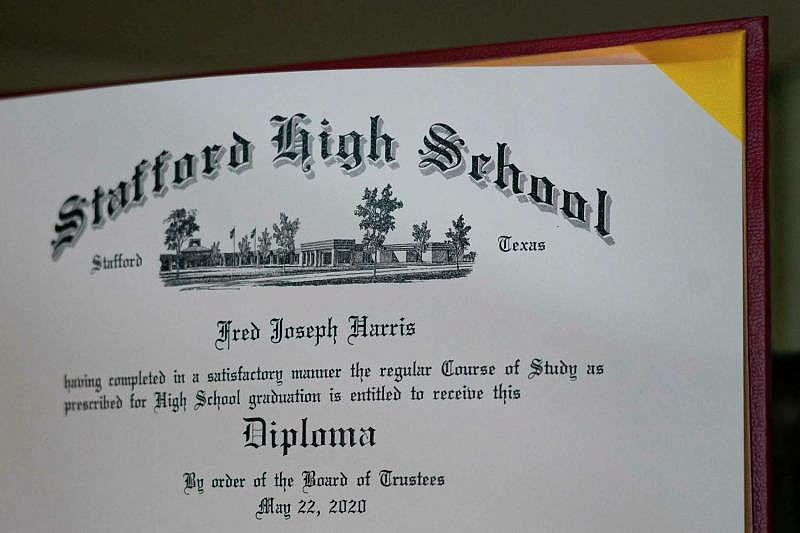 Stafford High School
Stafford
Texas
Fred Joseph Harris
having completed in a satisfactory manner the regular Course of Study as
prescribed for High School graduation is entitled to receive this
Diploma
By order of the Board of Trustees
May 22, 2020